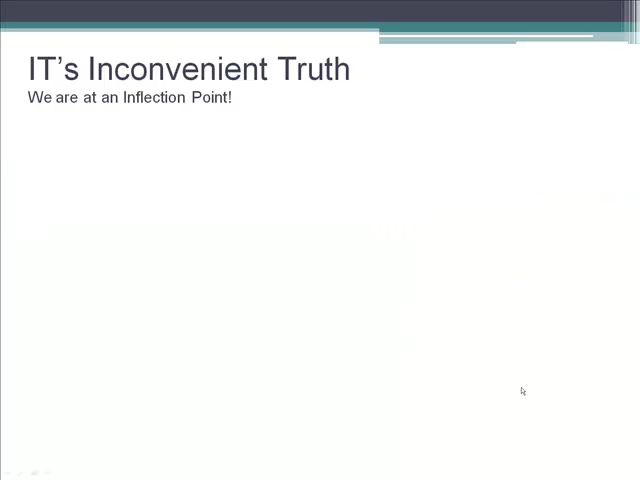 IT’s Inconvenient Truth
We are at an Inflection Point!